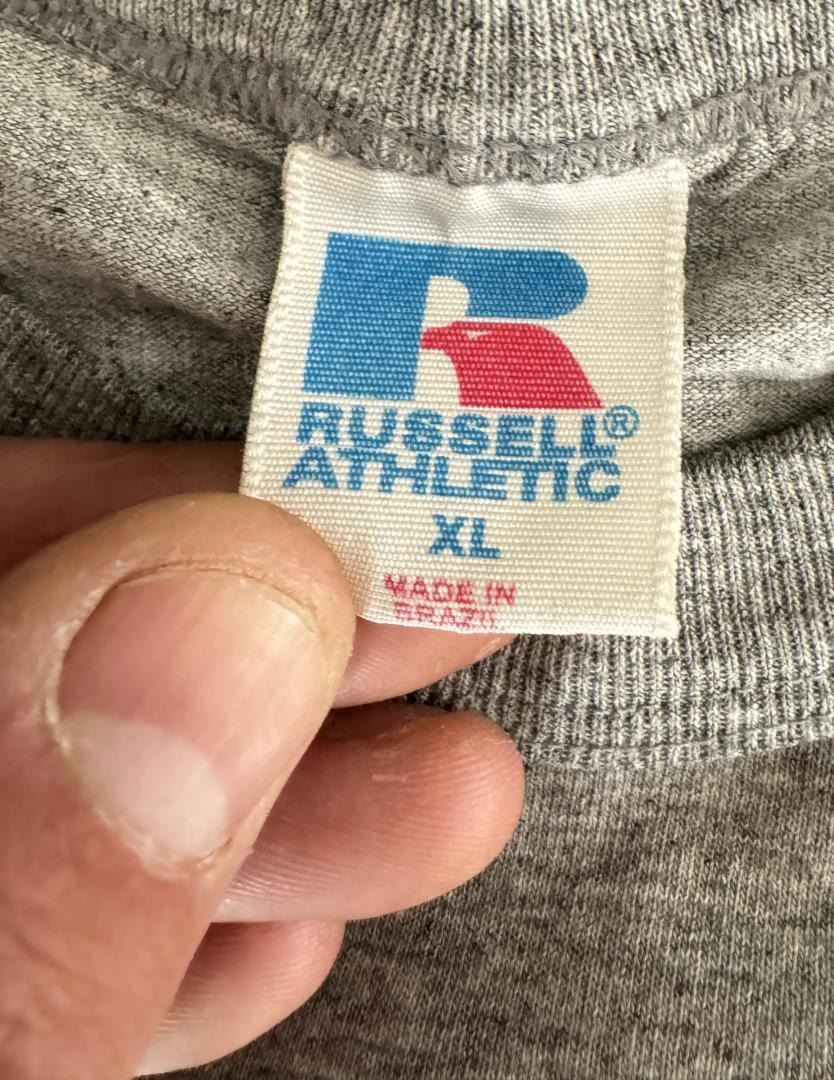 RUSSELL®
ATHLETIC
XL
MADE IN
BRAZIL